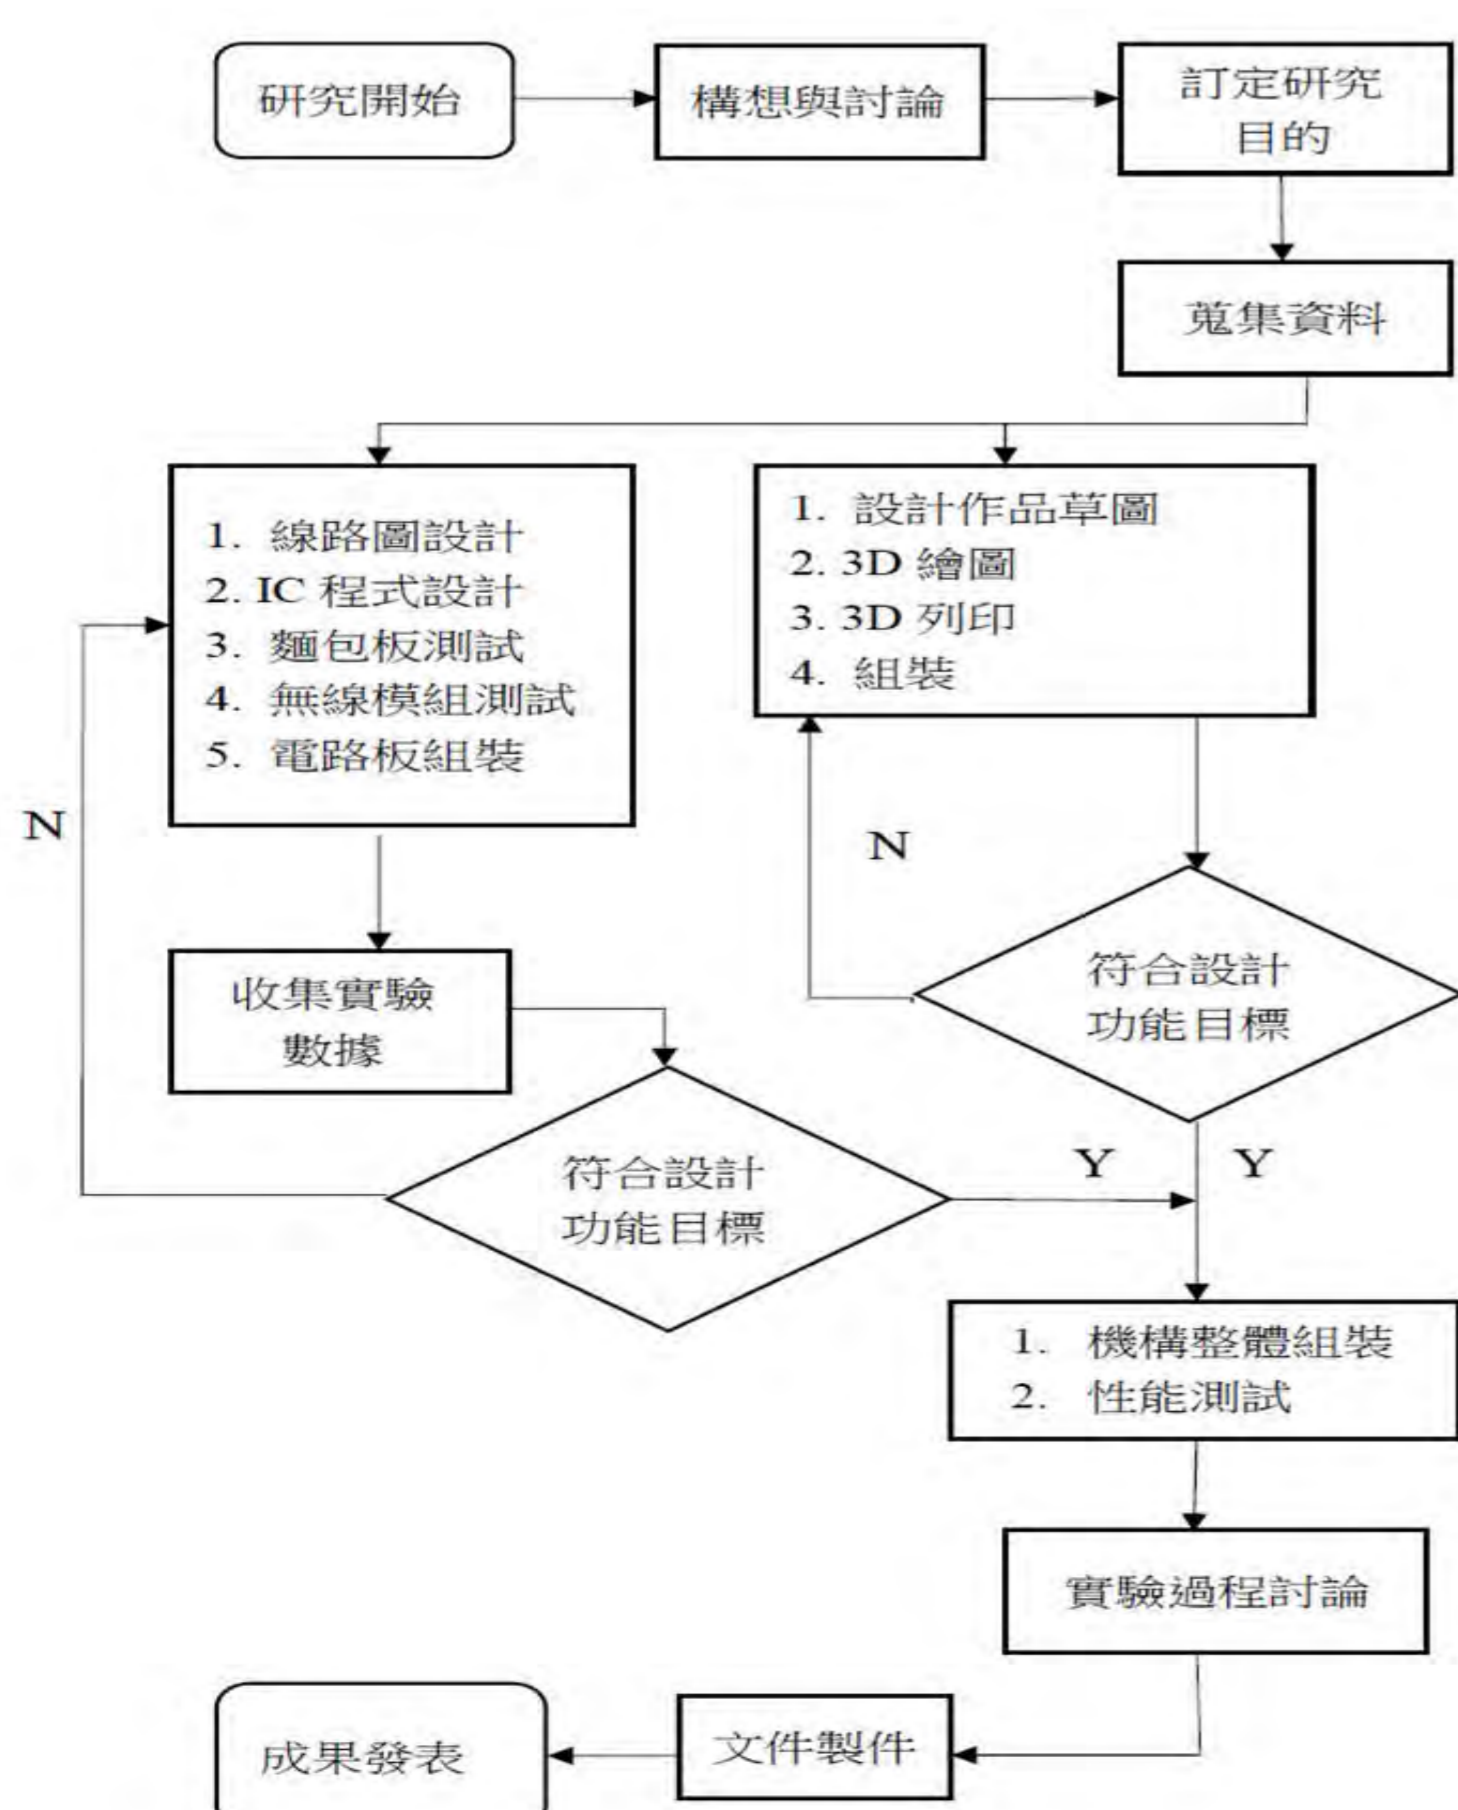 研究開始
構想與討論
訂定研究
目的
蒐集資料
1. 線路圖設計
2. IC 程式設計
3. 麵包板測試
4. 無線模組測試
5. 電路板組裝
1. 設計作品草圖
2. 3D 繪圖
3. 3D 列印
4. 組裝
N
N
收集實驗
數據
符合設計
功能目標
符合設計
功能目標
Y
Y
1. 機構整體組裝
2. 性能測試
實驗過程討論
文件製件
成果發表